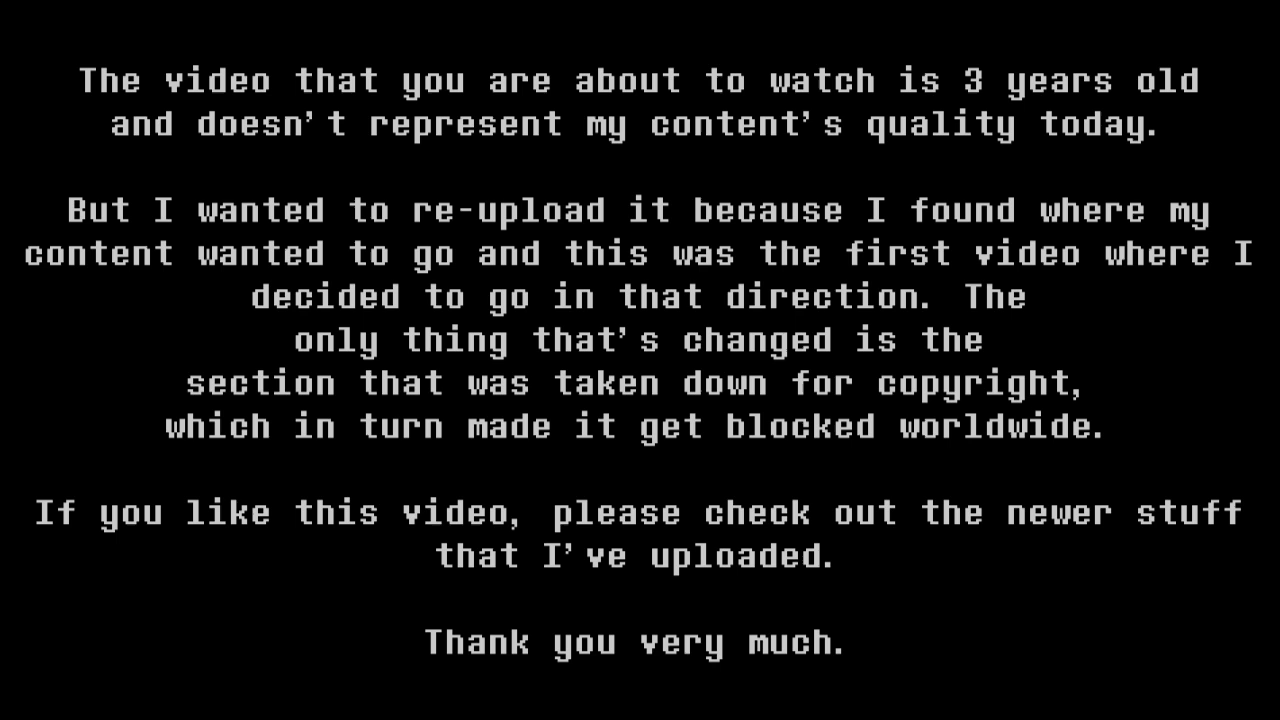 The video that you are about to watch is 3 years old
and doesn't represent my content's quality today.
But I wanted to re-upload it because I found where my
content wanted to go and this was the first video where I
decided to go in that direction. The
only thing that's changed is the
section that was taken down for copyright,
which in turn made it get blocked worldwide.
If you like this video, please check out the newer stuff
that I've uploaded.
Thank you very much.